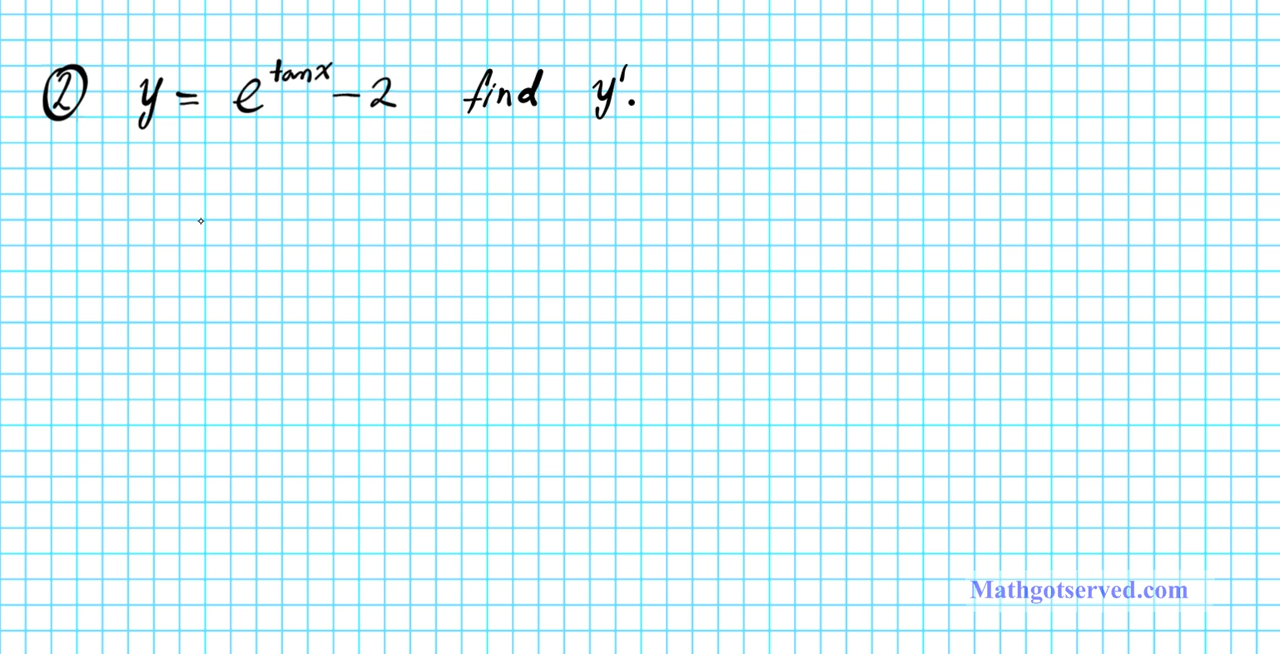 ② y = e^tanx - 2 find y'.
Mathgotserved.com